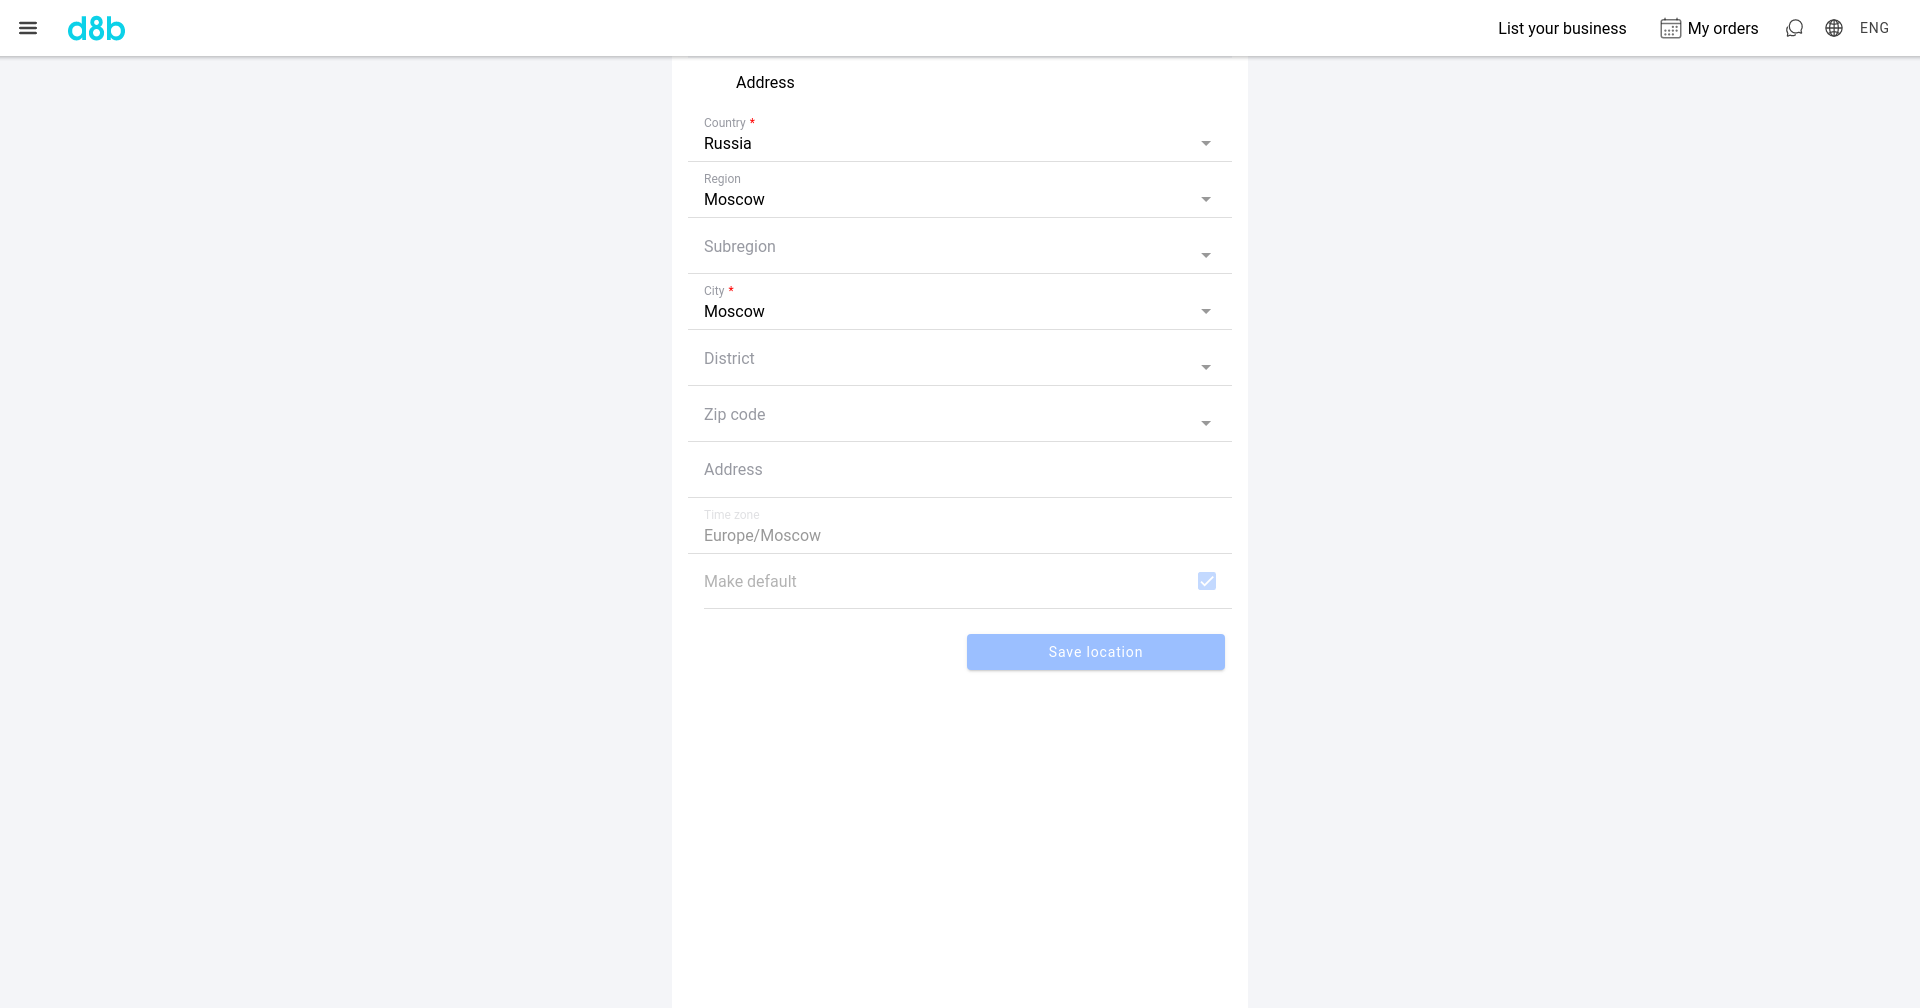 d8b
List your business
My orders
ENG
Address
Country *
Russia
Region
Moscow
Subregion
City *
Moscow
District
Zip code
Address
Time zone
Europe/Moscow
Make default
Save location